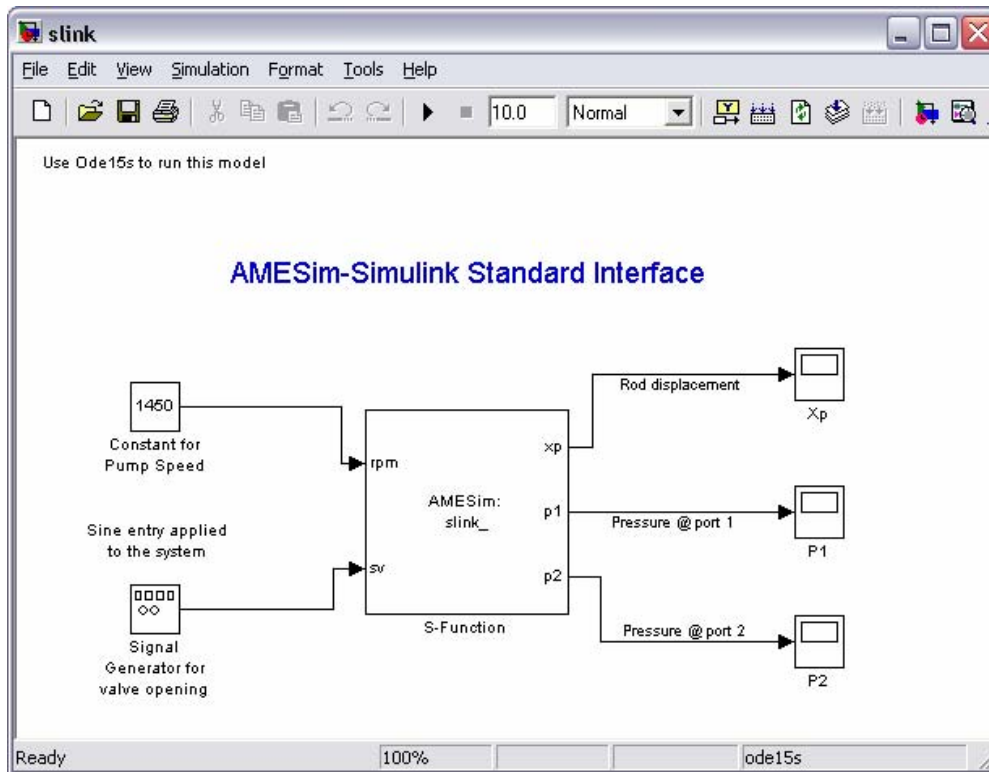 slink
File Edit View Simulation Format Tools Help
10.0 Normal
Use Ode15s to run this model
AMESim-Simulink Standard Interface
1450
Constant for
Pump Speed
Sine entry applied
to the system
Signal
Generator for
valve opening
rpm
sv
AMESim:
slink_
xp
p1
p2
S-Function
Rod displacement
Xp
Pressure @ port 1
P1
Pressure @ port 2
P2
Ready 100% ode15s